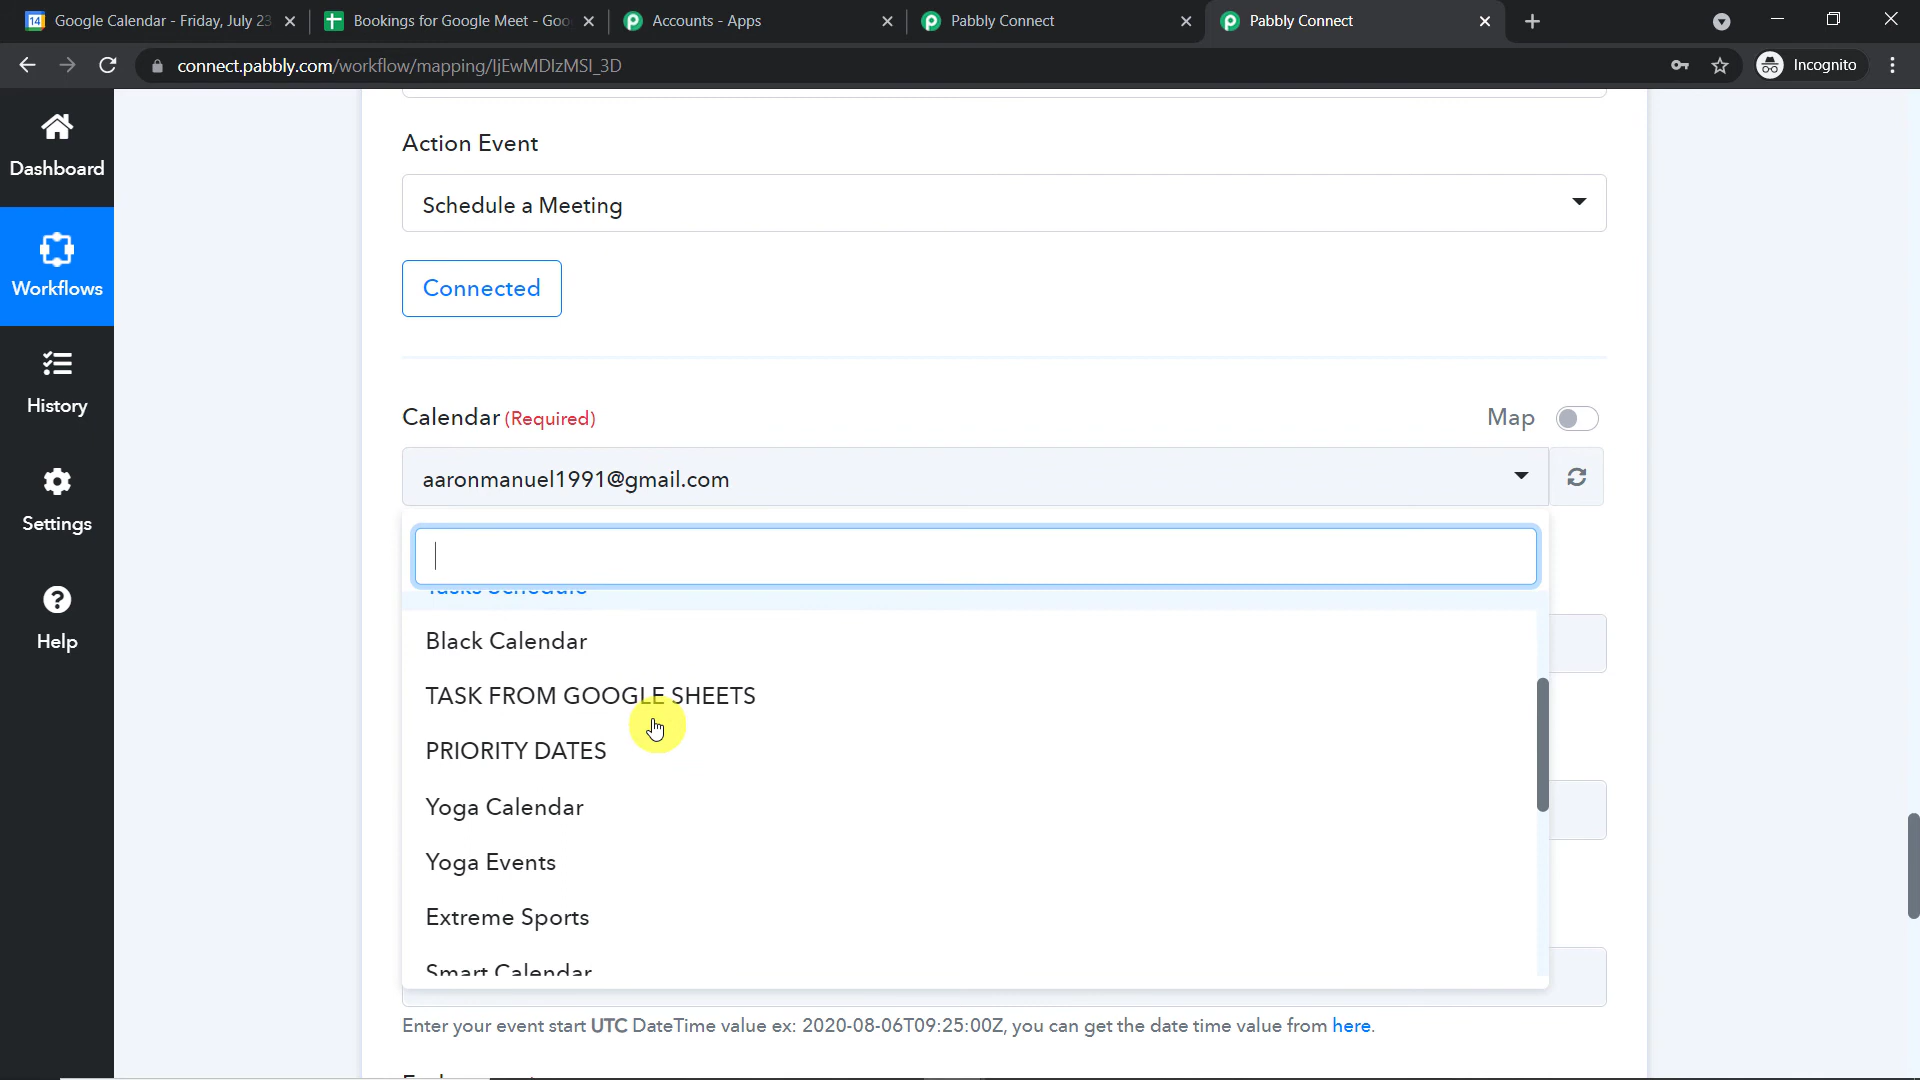 Google Calendar - Friday, July 23
Bookings for Google Meet - Goo
Accounts - Apps
Pabbly Connect
Pabbly Connect
connect.pabbly.com/workflow/mapping/IjEwMDIzMSI_3D
Incognito
Dashboard
Workflows
History
Settings
Help
Action Event
Schedule a Meeting
Connected
Calendar (Required)
Map
aaronmanuel1991@gmail.com
Tasks Schedule
Black Calendar
TASK FROM GOOGLE SHEETS
PRIORITY DATES
Yoga Calendar
Yoga Events
Extreme Sports
Smart Calendar
Enter your event start UTC DateTime value ex: 2020-08-06T09:25:00Z, you can get the date time value from here.